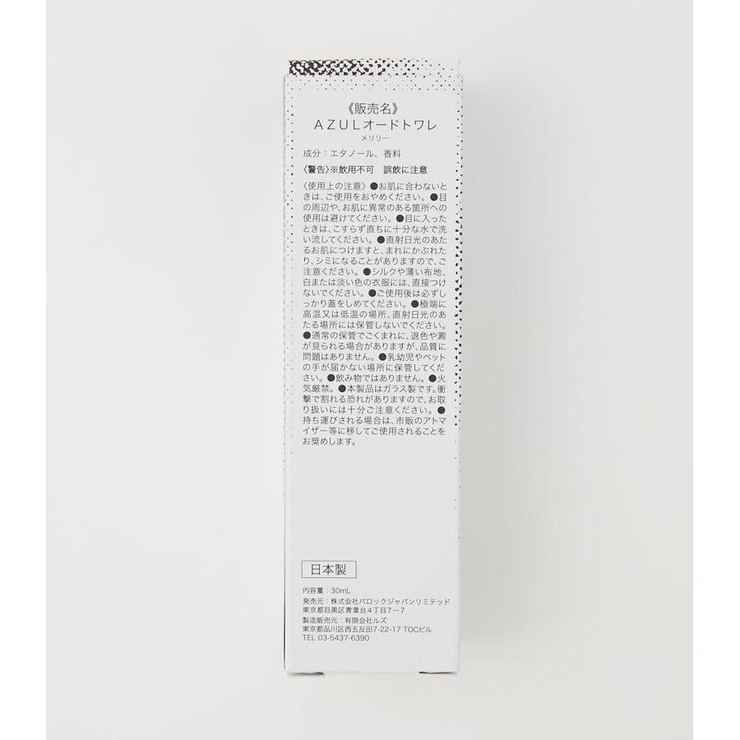 《販売名》
AZULオードトワレ
メリリー
成分：エタノール、香料
〈警告〉※飲用不可　誤飲に注意
〈使用上の注意〉●お肌に合わないと
きは、ご使用をおやめください。●目
の周辺や、お肌に異常のある箇所への
使用は避けてください。●目に入った
ときは、こすらず直ちに十分な水で洗
い流してください。●直射日光のあた
るお肌につけますと、まれにかぶれた
り、シミになることがありますので、ご
注意ください。●シルクや薄い布地、
白または淡い色の衣服には、直接つけ
ないでください。●ご使用後は必ずし
っかり蓋をしめてください。●極端に
高温又は低温の場所、直射日光のあ
たる場所には保管しないでください。
●通常の保管でごくまれに、退色や澱
が見られる場合がありますが、品質に
問題はありません。●乳幼児やペット
の手が届かない場所に保管してくだ
さい。●飲み物ではありません。●火
気厳禁。●本製品はガラス製です。衝
撃で割れる恐れがありますので、お取
り扱いには十分ご注意ください。●
持ち運びされる場合は、市販のアトマ
イザー等に移してご使用されることを
お奨めします。
日本製
内容量：30mL
発売元：株式会社バロックジャパンリミテッド
東京都目黒区青葉台4丁目7−7
製造販売元：有限会社ルズ
東京都品川区西五反田7-22-17 TOCビル
TEL 03-5437-6390